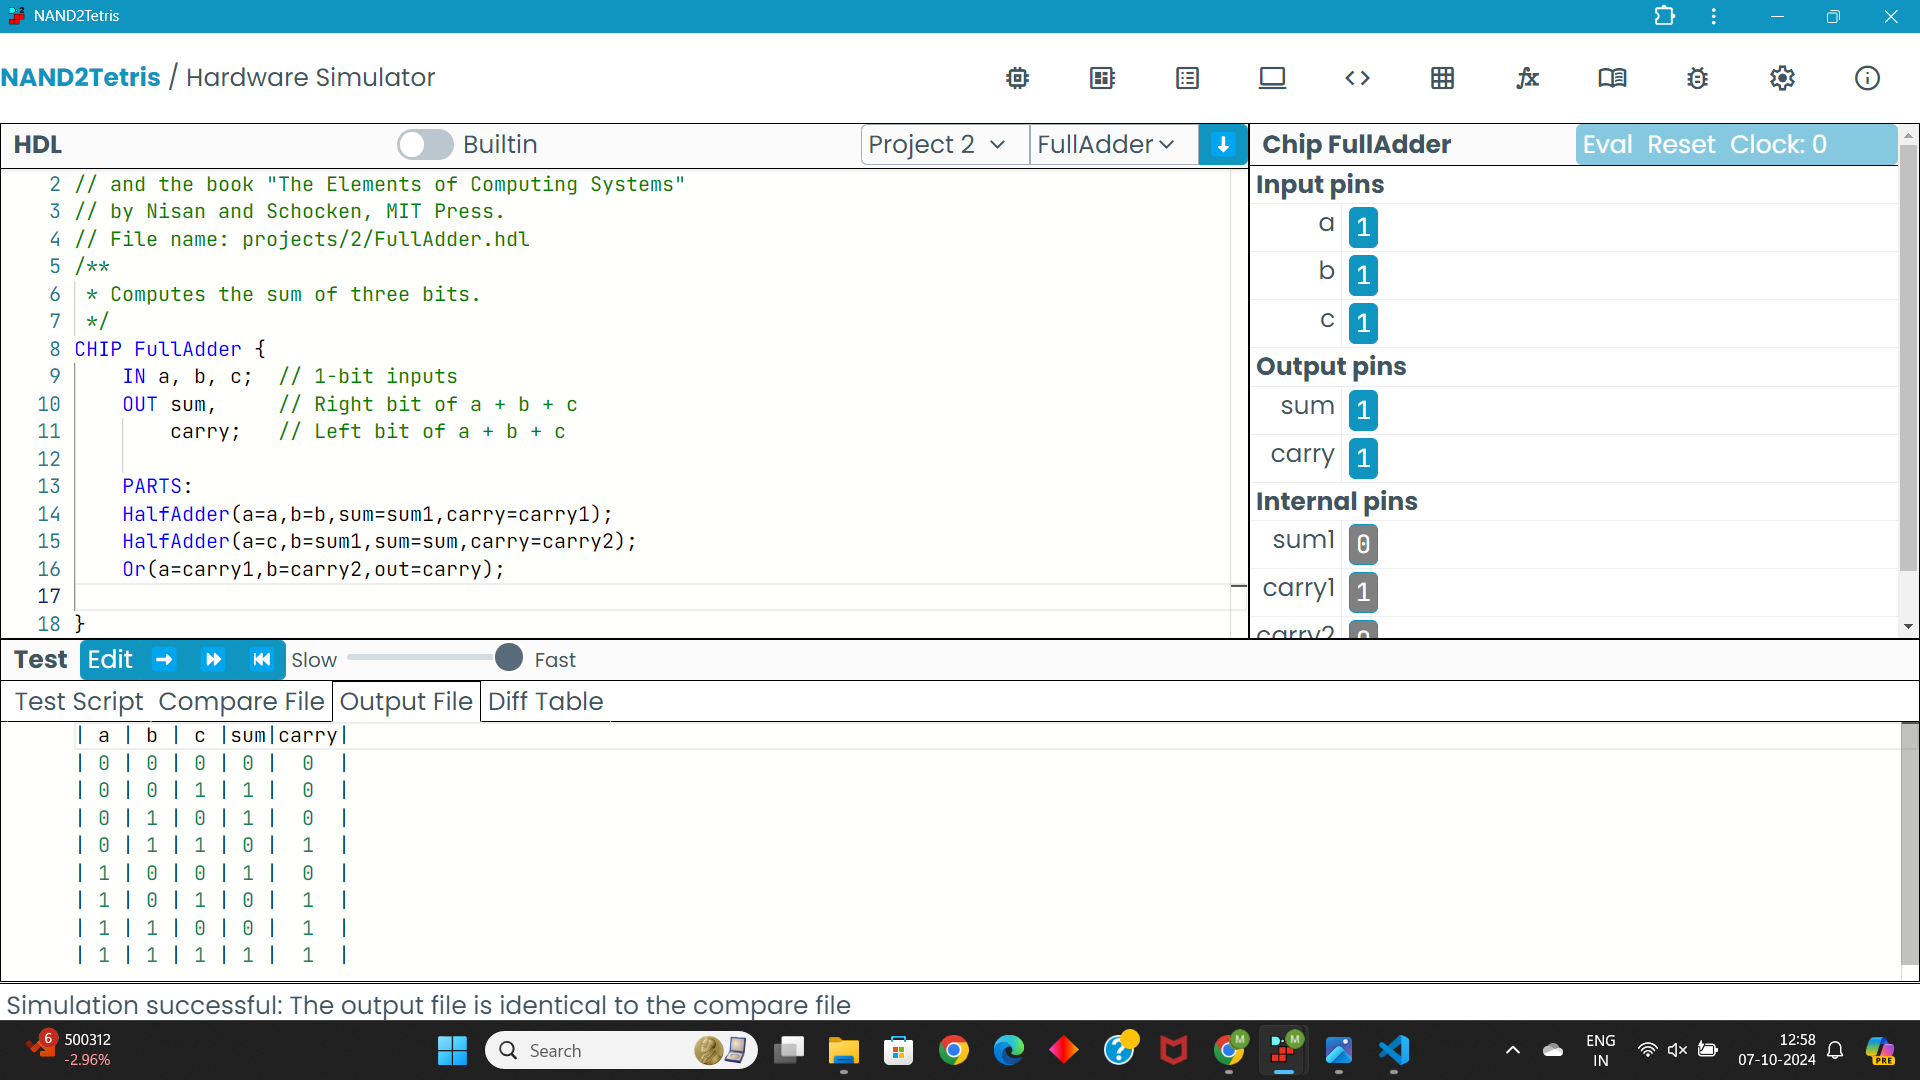 NAND2Tetris
NAND2Tetris / Hardware Simulator
HDL Builtin Project 2 FullAdder
2 // and the book "The Elements of Computing Systems"
3 // by Nisan and Schocken, MIT Press.
4 // File name: projects/2/FullAdder.hdl
5 /**
6 * Computes the sum of three bits.
7 */
8 CHIP FullAdder {
9 IN a, b, c; // 1-bit inputs
10 OUT sum, // Right bit of a + b + c
11 carry; // Left bit of a + b + c
12
13 PARTS:
14 HalfAdder(a=a,b=b,sum=sum1,carry=carry1);
15 HalfAdder(a=c,b=sum1,sum=sum,carry=carry2);
16 Or(a=carry1,b=carry2,out=carry);
17
18 }
Chip FullAdder Eval Reset Clock: 0
Input pins
a 1
b 1
c 1
Output pins
sum 1
carry 1
Internal pins
sum1 0
carry1 1
carry2 0
Test Edit Slow Fast
Test Script Compare File Output File Diff Table
| a | b | c |sum|carry|
| 0 | 0 | 0 | 0 | 0 |
| 0 | 0 | 1 | 1 | 0 |
| 0 | 1 | 0 | 1 | 0 |
| 0 | 1 | 1 | 0 | 1 |
| 1 | 0 | 0 | 1 | 0 |
| 1 | 0 | 1 | 0 | 1 |
| 1 | 1 | 0 | 0 | 1 |
| 1 | 1 | 1 | 1 | 1 |
Simulation successful: The output file is identical to the compare file
6 500312
-2.96%
Search
M
M
ENG
IN
12:58
07-10-2024
PRE